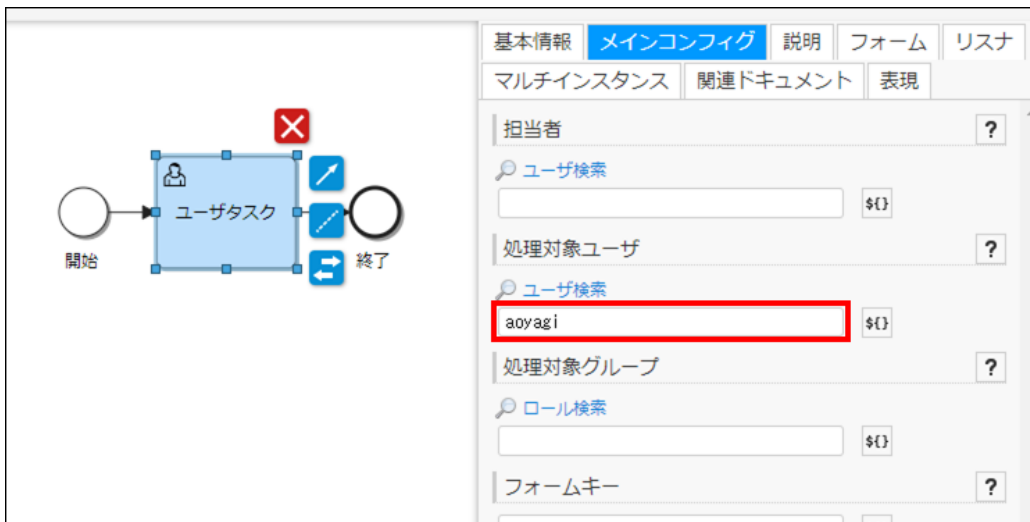 基本情報 メインコンフィグ 説明 フォーム リスナ
マルチインスタンス 関連ドキュメント 表現
担当者 ?
ユーザ検索
${}
処理対象ユーザ ?
ユーザ検索
aoyagi ${}
処理対象グループ ?
ロール検索
${}
フォームキー ?
ユーザタスク
開始
終了